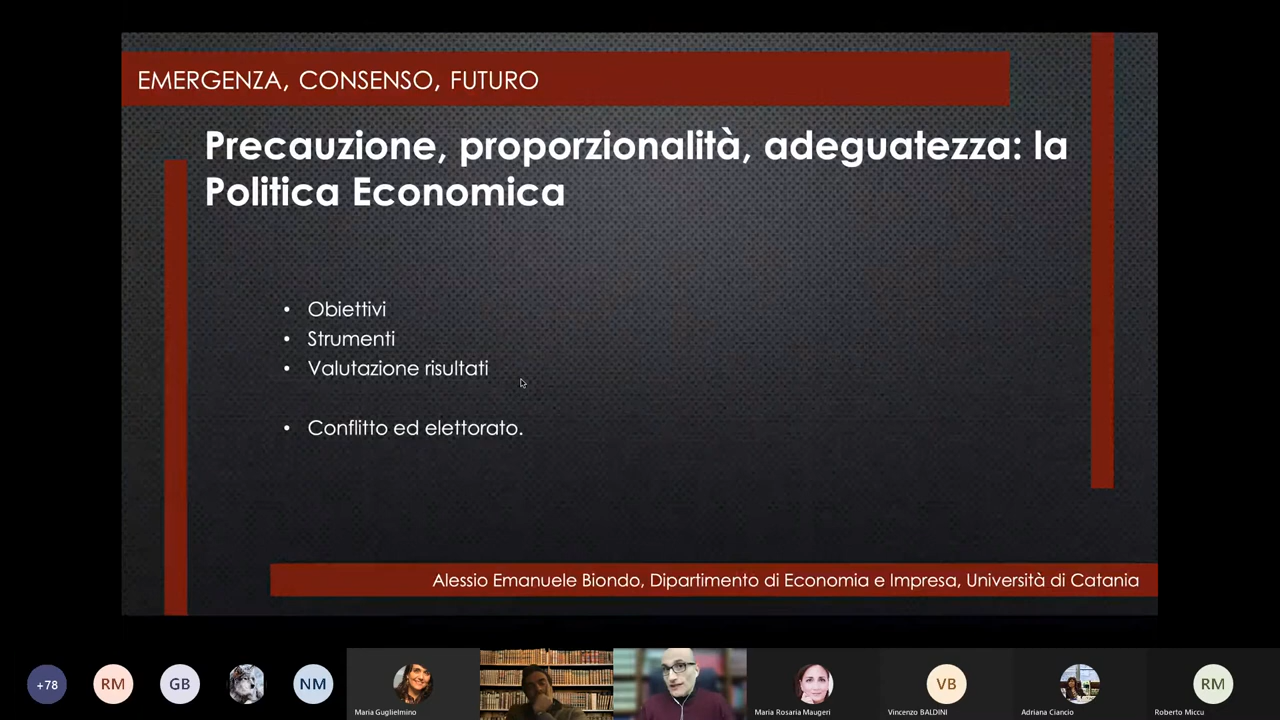 EMERGENZA, CONSENSO, FUTURO
Precauzione, proporzionalità, adeguatezza: la
Politica Economica
• Obiettivi
• Strumenti
• Valutazione risultati
• Conflitto ed elettorato.
Alessio Emanuele Biondo, Dipartimento di Economia e Impresa, Università di Catania
+78
RM
GB
NM
Maria Guglielmino
Maria Rosaria Maugeri
VB
Vincenzo BALDINI
Adriana Ciancio
RM
Roberto Miccu